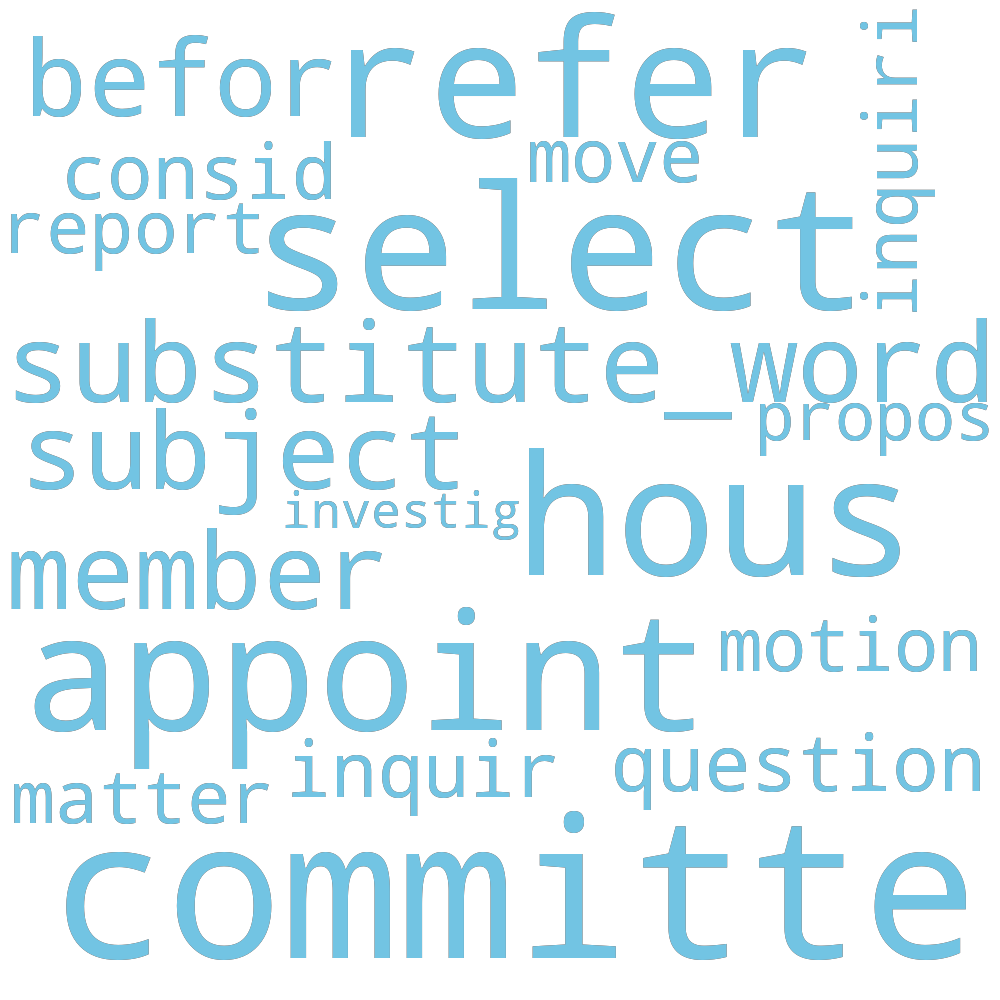 befor
refer
inquiri
consid
move
report
select
substitute_word
propos
subject
investig
hous
member
appoint
motion
inquir
question
matter
committe